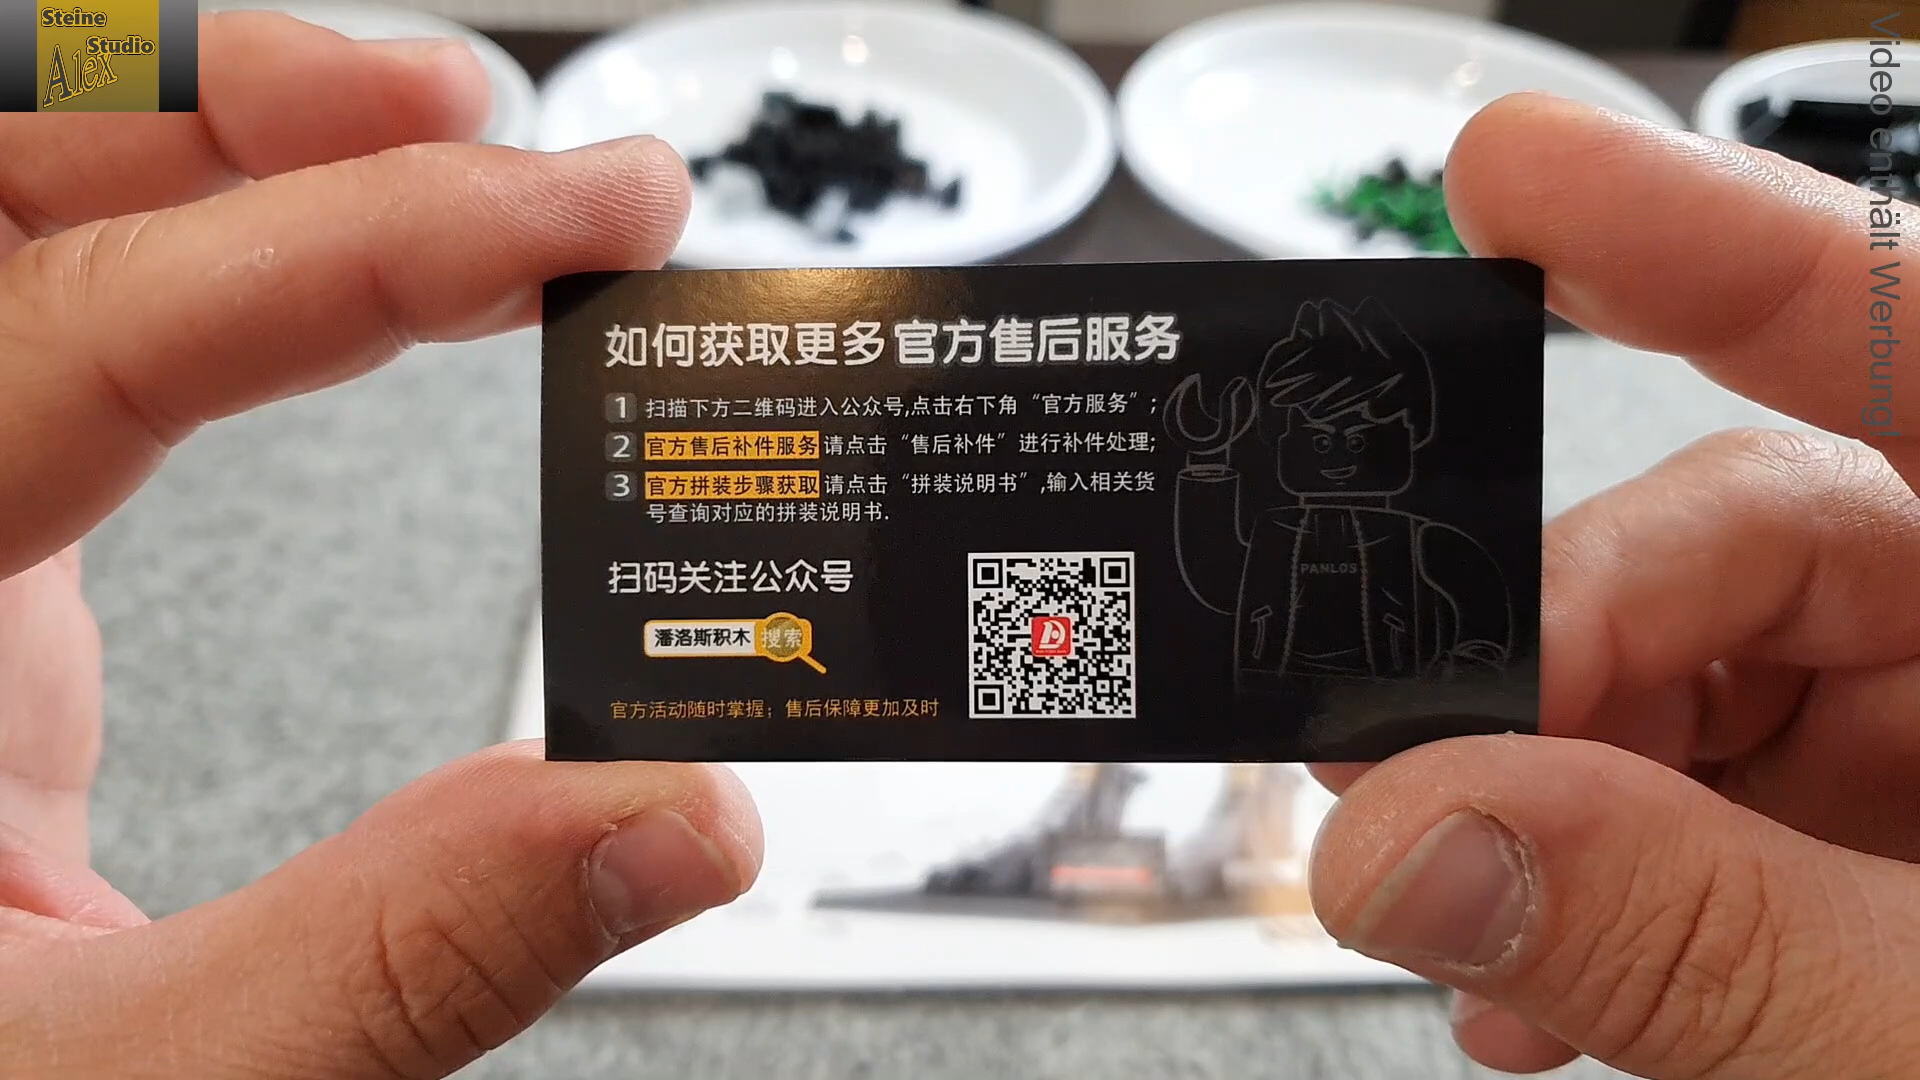 Steine
Studio
Alex
Video enthält Werbung!
如何获取更多官方售后服务
1 扫描下方二维码进入公众号,点击右下角“官方服务”;
2 官方售后补件服务 请点击“售后补件”进行补件处理;
3 官方拼装步骤获取 请点击“拼装说明书”,输入相关货
号查询对应的拼装说明书.
PANLOS
扫码关注公众号
潘洛斯积木 搜索
官方活动随时掌握; 售后保障更加及时